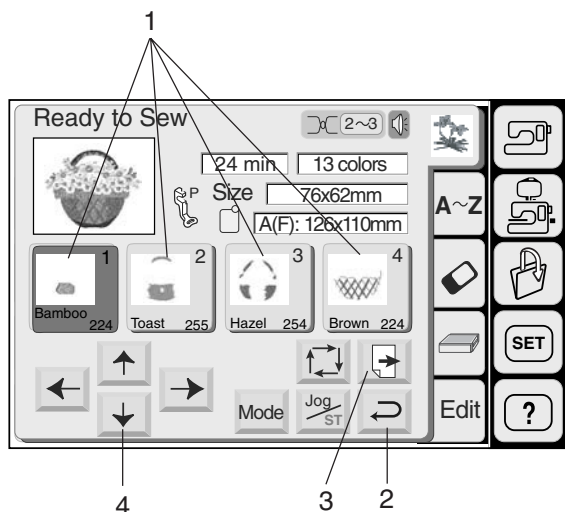 1
Ready to Sew
2~3
24 min
13 colors
P
Size
76x62mm
A(F): 126x110mm
A~Z
1
Bamboo
224
2
Toast
255
3
Hazel
254
4
Brown
224
SET
Mode
Jog
ST
Edit
?
4
3
2